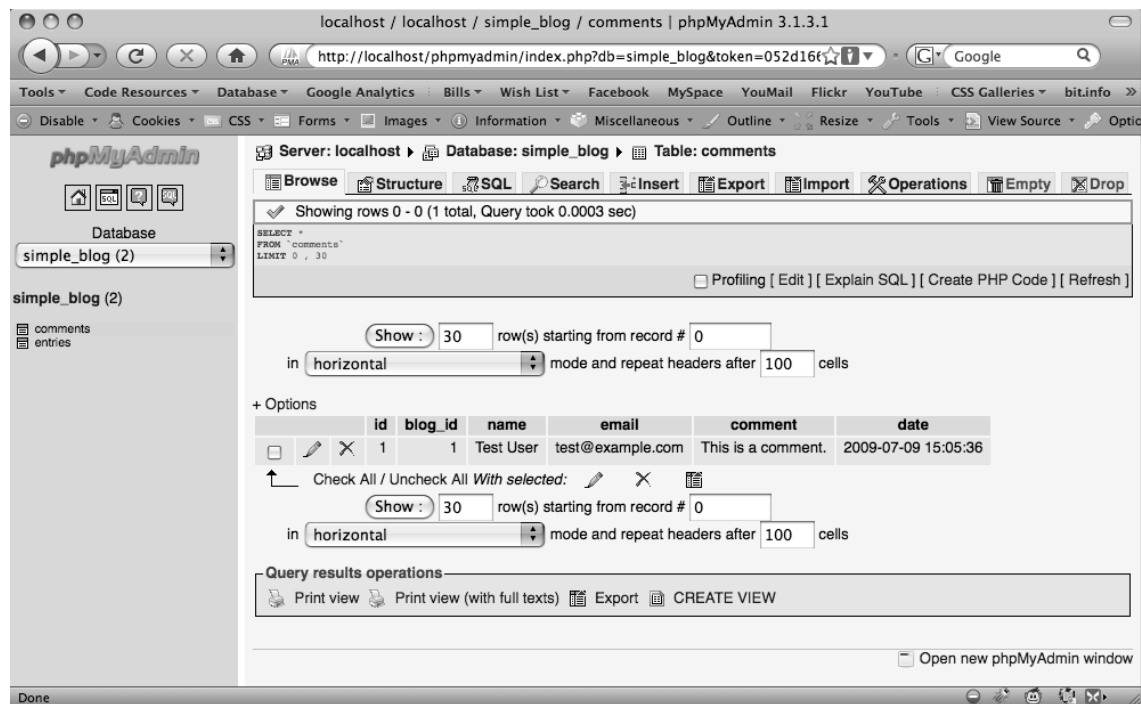 localhost / localhost / simple_blog / comments | phpMyAdmin 3.1.3.1
http://localhost/phpmyadmin/index.php?db=simple_blog&token=052d166
Google
Tools Code Resources Database Google Analytics Bills Wish List Facebook MySpace YouMail Flickr YouTube CSS Galleries bit.info »
Disable Cookies CSS Forms Images Information Miscellaneous Outline Resize Tools View Source Optic
phpMyAdmin
Database
simple_blog (2)
simple_blog (2)
comments
entries
Server: localhost Database: simple_blog Table: comments
Browse Structure SQL Search Insert Export Import Operations Empty Drop
Showing rows 0 - 0 (1 total, Query took 0.0003 sec)
SELECT *
FROM `comments`
LIMIT 0 , 30
Profiling [ Edit ] [ Explain SQL ] [ Create PHP Code ] [ Refresh ]
Show : 30 row(s) starting from record # 0
in horizontal mode and repeat headers after 100 cells
+ Options
id blog_id name email comment date
1 1 Test User test@example.com This is a comment. 2009-07-09 15:05:36
Check All / Uncheck All With selected:
Show : 30 row(s) starting from record # 0
in horizontal mode and repeat headers after 100 cells
Query results operations
Print view Print view (with full texts) Export CREATE VIEW
Open new phpMyAdmin window
Done